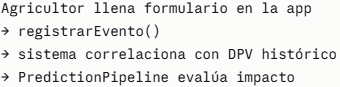 Agricultor llena formulario en la app
→ registrarEvento()
→ sistema correlaciona con DPV histórico
→ PredictionPipeline evalúa impacto